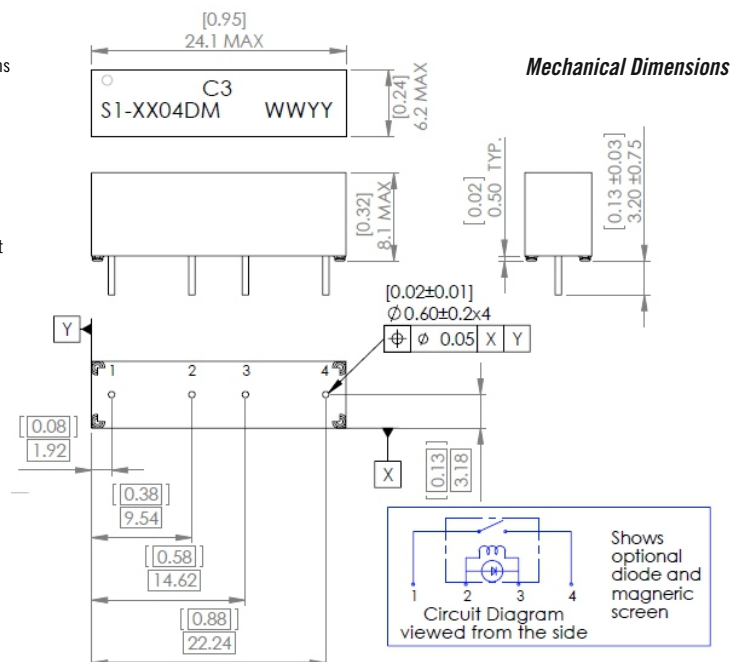 [0.95]
24.1 MAX
ns
Mechanical Dimensions
C3
S1-XX04DM WWYY
[0.24]
6.2 MAX
[0.32]
8.1 MAX
[0.02]
0.50 TYP.
[0.13 ±0.03]
3.20 ±0.75
t
[0.02±0.01]
Ø0.60±0.2x4
⌖ ⌀ 0.05 X Y
Y
1 2 3 4
[0.08]
1.92
X
[0.13]
3.18
[0.38]
9.54
[0.58]
14.62
[0.88]
22.24
1 2 3 4
Circuit Diagram
viewed from the side
Shows
optional
diode and
magneric
screen